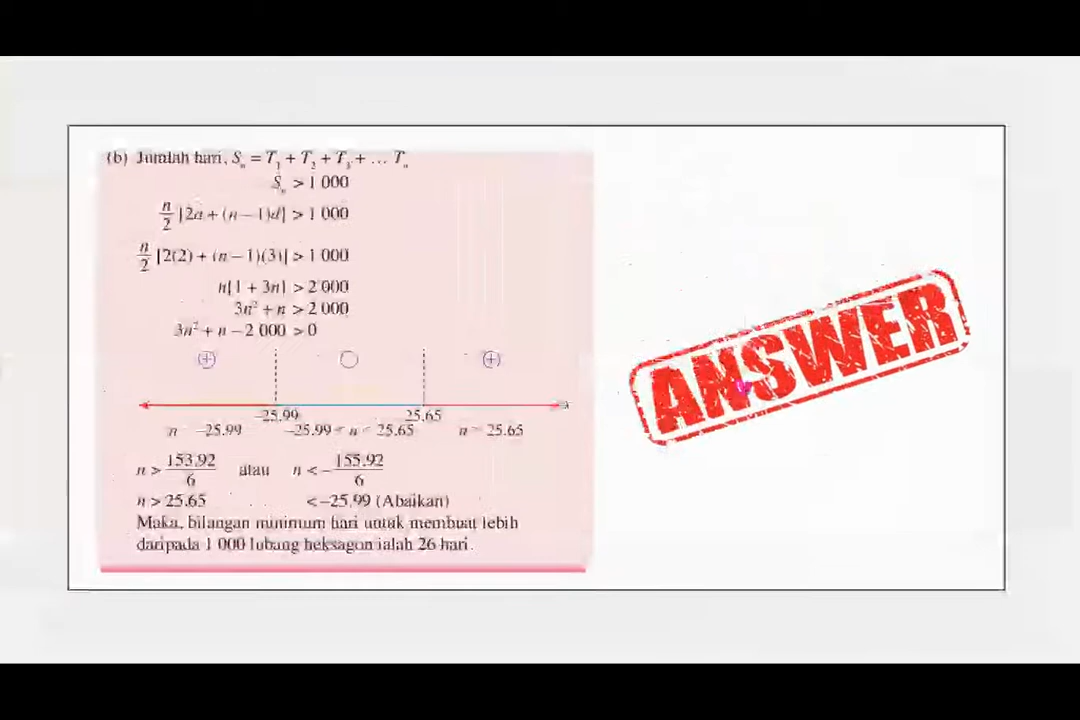 (b) Jumlah hari, Sₙ = T₁ + T₂ + T₃ + … Tₙ
Sₙ > 1 000
n/2 [2a + (n − 1)d] > 1 000
n/2 [2(2) + (n − 1)(3)] > 1 000
n[1 + 3n] > 2 000
3n² + n > 2 000
3n² + n − 2 000 > 0
−25.99 25.65
n −25.99 −25.99 < n < 25.65 n 25.65
n > 153.92/6 atau n < −155.92/6
n > 25.65 < −25.99 (Abaikan)
Maka, bilangan minimum hari untuk membuat lebih
daripada 1 000 lubang heksagon ialah 26 hari.
ANSWER